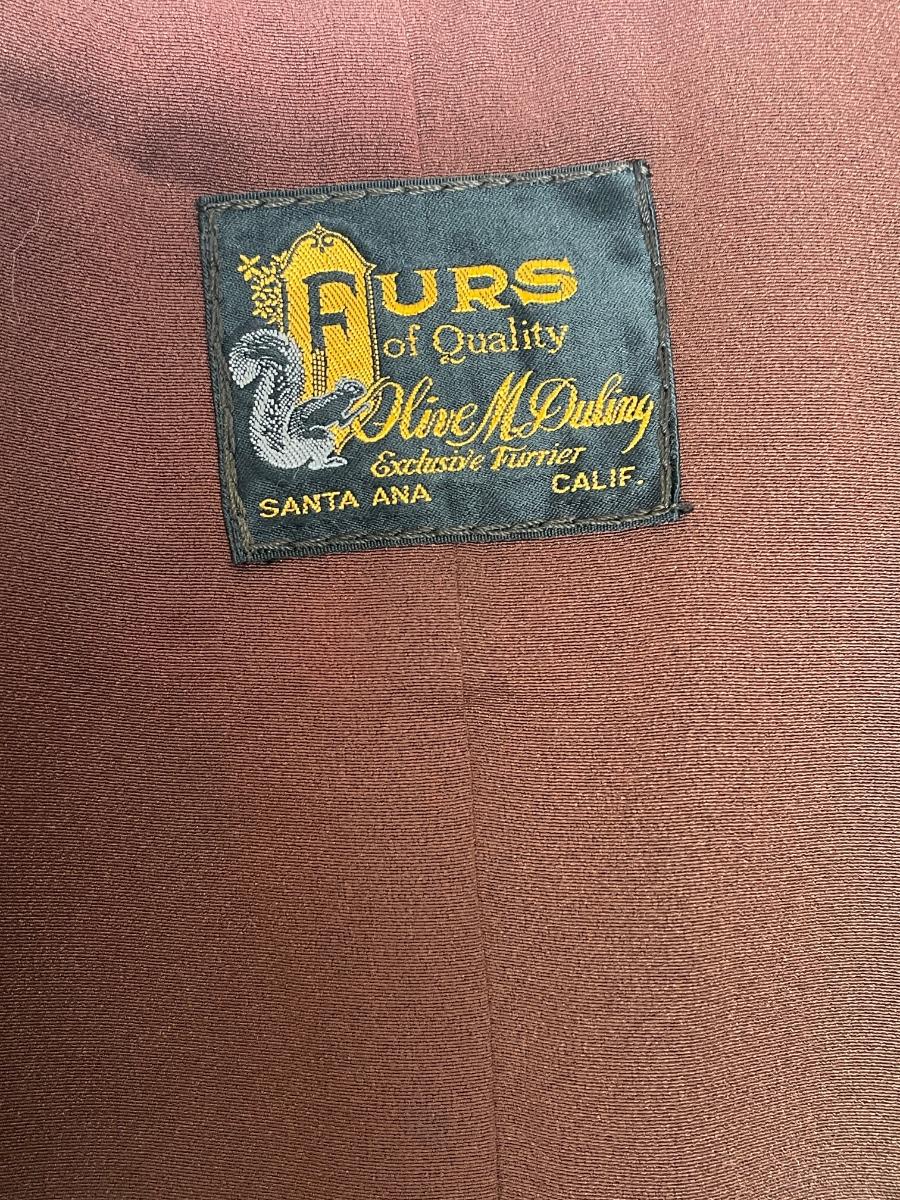 FURS
of Quality
Olive M Duling
Exclusive Furrier
SANTA ANA CALIF.